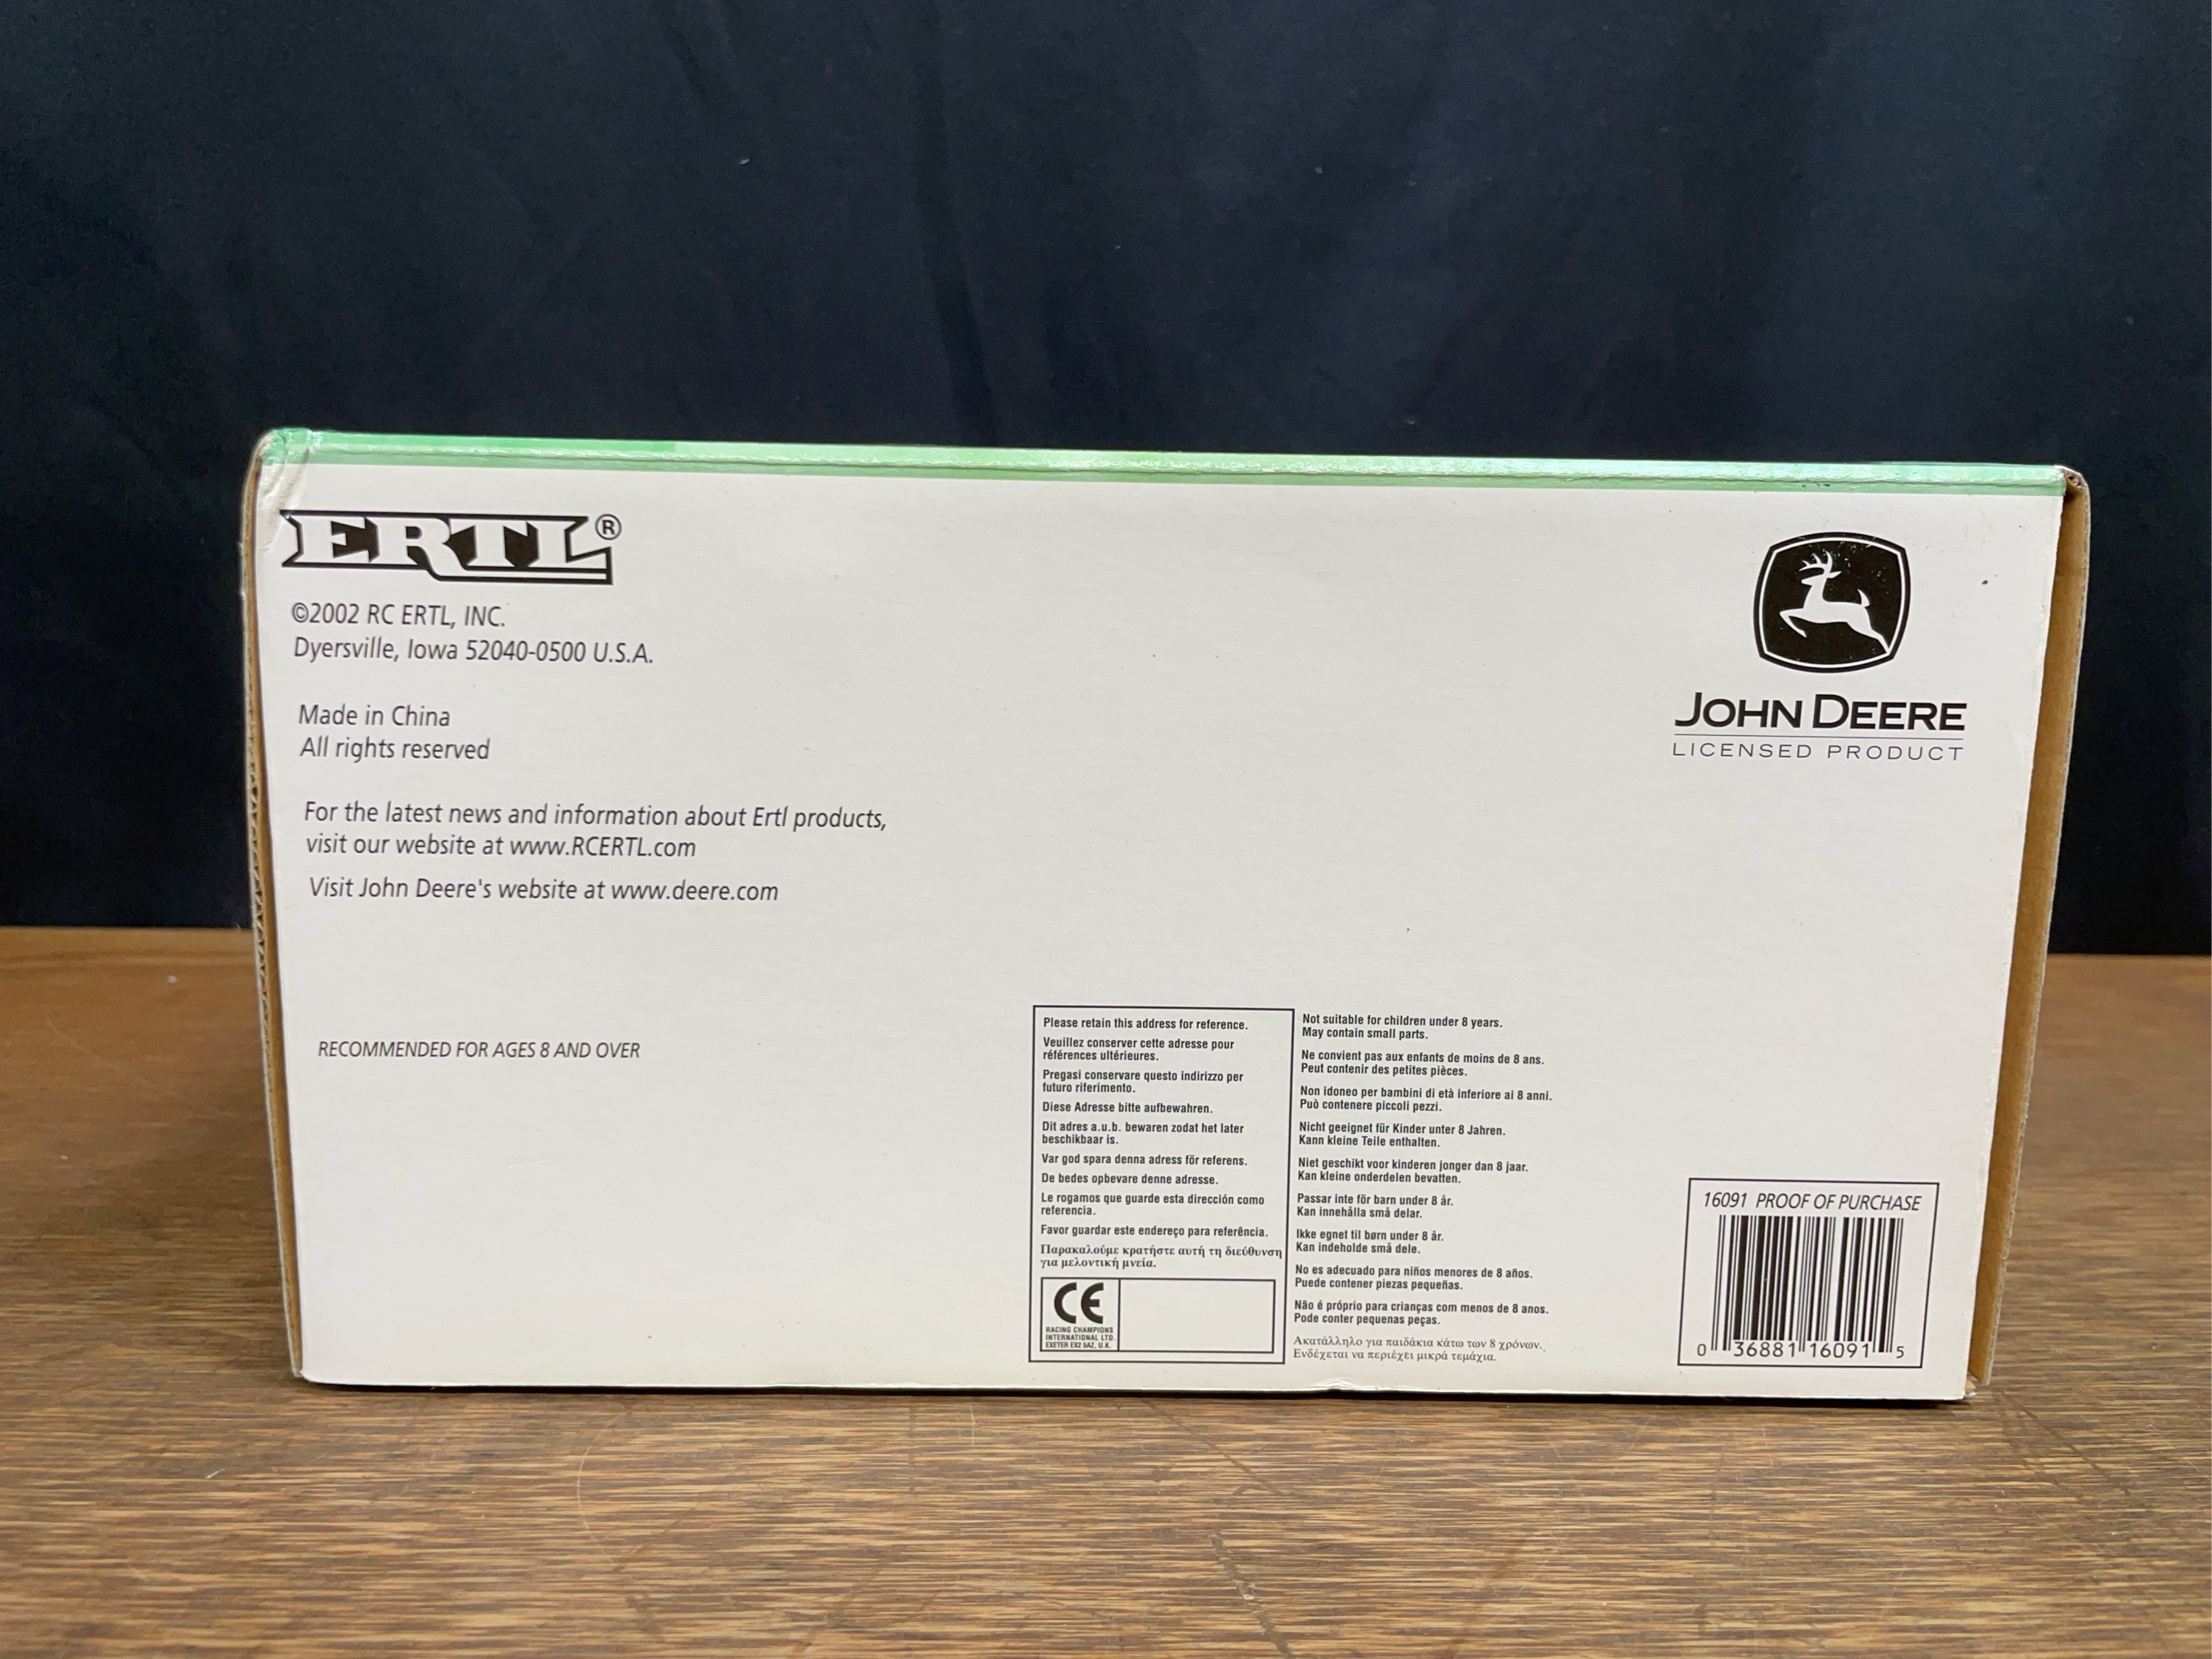 ERTL®
©2002 RC ERTL, INC.
Dyersville, Iowa 52040-0500 U.S.A.
Made in China
All rights reserved
For the latest news and information about Ertl products,
visit our website at www.RCERTL.com
Visit John Deere's website at www.deere.com
RECOMMENDED FOR AGES 8 AND OVER
JOHN DEERE
LICENSED PRODUCT
Please retain this address for reference.
Veuillez conserver cette adresse pour
références ultérieures.
Pregasi conservare questo indirizzo per
futuro riferimento.
Diese Adresse bitte aufbewahren.
Dit adres a.u.b. bewaren zodat het later
beschikbaar is.
Var god spara denna adress för referens.
De bedes opbevare denne adresse.
Le rogamos que guarde esta dirección como
referencia.
Favor guardar este endereço para referência.
Παρακαλούμε κρατήστε αυτή τη διεύθυνση
για μελοντική μνεία.
CE
RACING CHAMPIONS
INTERNATIONAL LTD.
EXETER EX2 5AZ, U.K.
Not suitable for children under 8 years.
May contain small parts.
Ne convient pas aux enfants de moins de 8 ans.
Peut contenir des petites pièces.
Non idoneo per bambini di età inferiore ai 8 anni.
Può contenere piccoli pezzi.
Nicht geeignet für Kinder unter 8 Jahren.
Kann kleine Teile enthalten.
Niet geschikt voor kinderen jonger dan 8 jaar.
Kan kleine onderdelen bevatten.
Passar inte för barn under 8 år.
Kan innehålla små delar.
Ikke egnet til børn under 8 år.
Kan indeholde små dele.
No es adecuado para niños menores de 8 años.
Puede contener piezas pequeñas.
Não é próprio para crianças com menos de 8 anos.
Pode conter pequenas peças.
Ακατάλληλο για παιδάκια κάτω των 8 χρόνων.
Ενδέχεται να περιέχει μικρά τεμάχια.
16091 PROOF OF PURCHASE
0 36881 16091 5